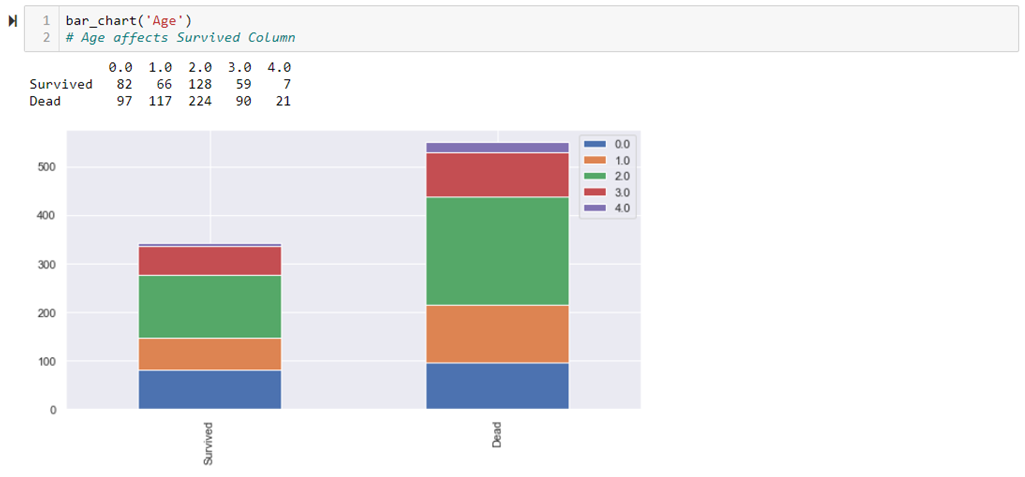 1 bar_chart('Age')
2 # Age affects Survived Column
0.0 1.0 2.0 3.0 4.0
Survived 82 66 128 59 7
Dead 97 117 224 90 21
500
400
300
200
100
0
Survived
Dead
0.0
1.0
2.0
3.0
4.0